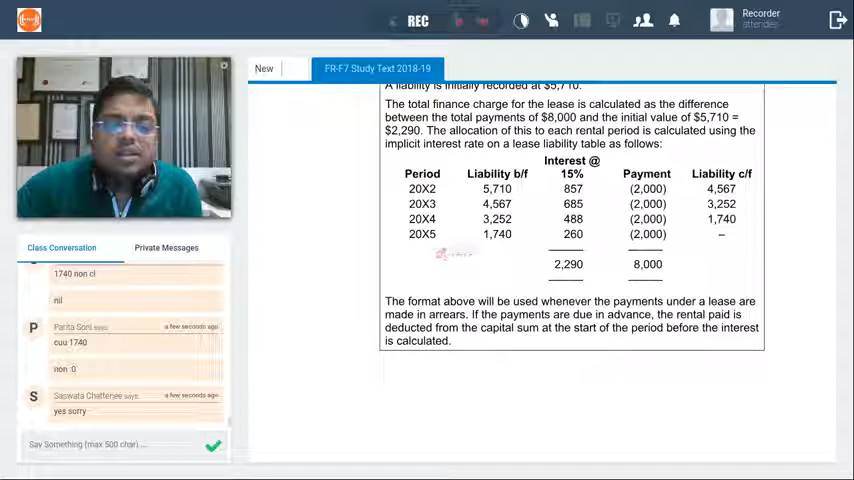 REC
Recorder
attendes
New
FR-F7 Study Text 2018-19
A liability is initially recorded at $5,710.
The total finance charge for the lease is calculated as the difference
between the total payments of $8,000 and the initial value of $5,710 =
$2,290. The allocation of this to each rental period is calculated using the
implicit interest rate on a lease liability table as follows:
Interest @
Period Liability b/f 15% Payment Liability c/f
20X2 5,710 857 (2,000) 4,567
20X3 4,567 685 (2,000) 3,252
20X4 3,252 488 (2,000) 1,740
20X5 1,740 260 (2,000) –
2,290 8,000
The format above will be used whenever the payments under a lease are
made in arrears. If the payments are due in advance, the rental paid is
deducted from the capital sum at the start of the period before the interest
is calculated.
Class Conversation Private Messages
1740 non cl
nil
P Parita Soni says: a few seconds ago
cuu 1740
non :0
S Saswata Chatterjee says: a few seconds ago
yes sorry
Say Something (max 500 char) ...